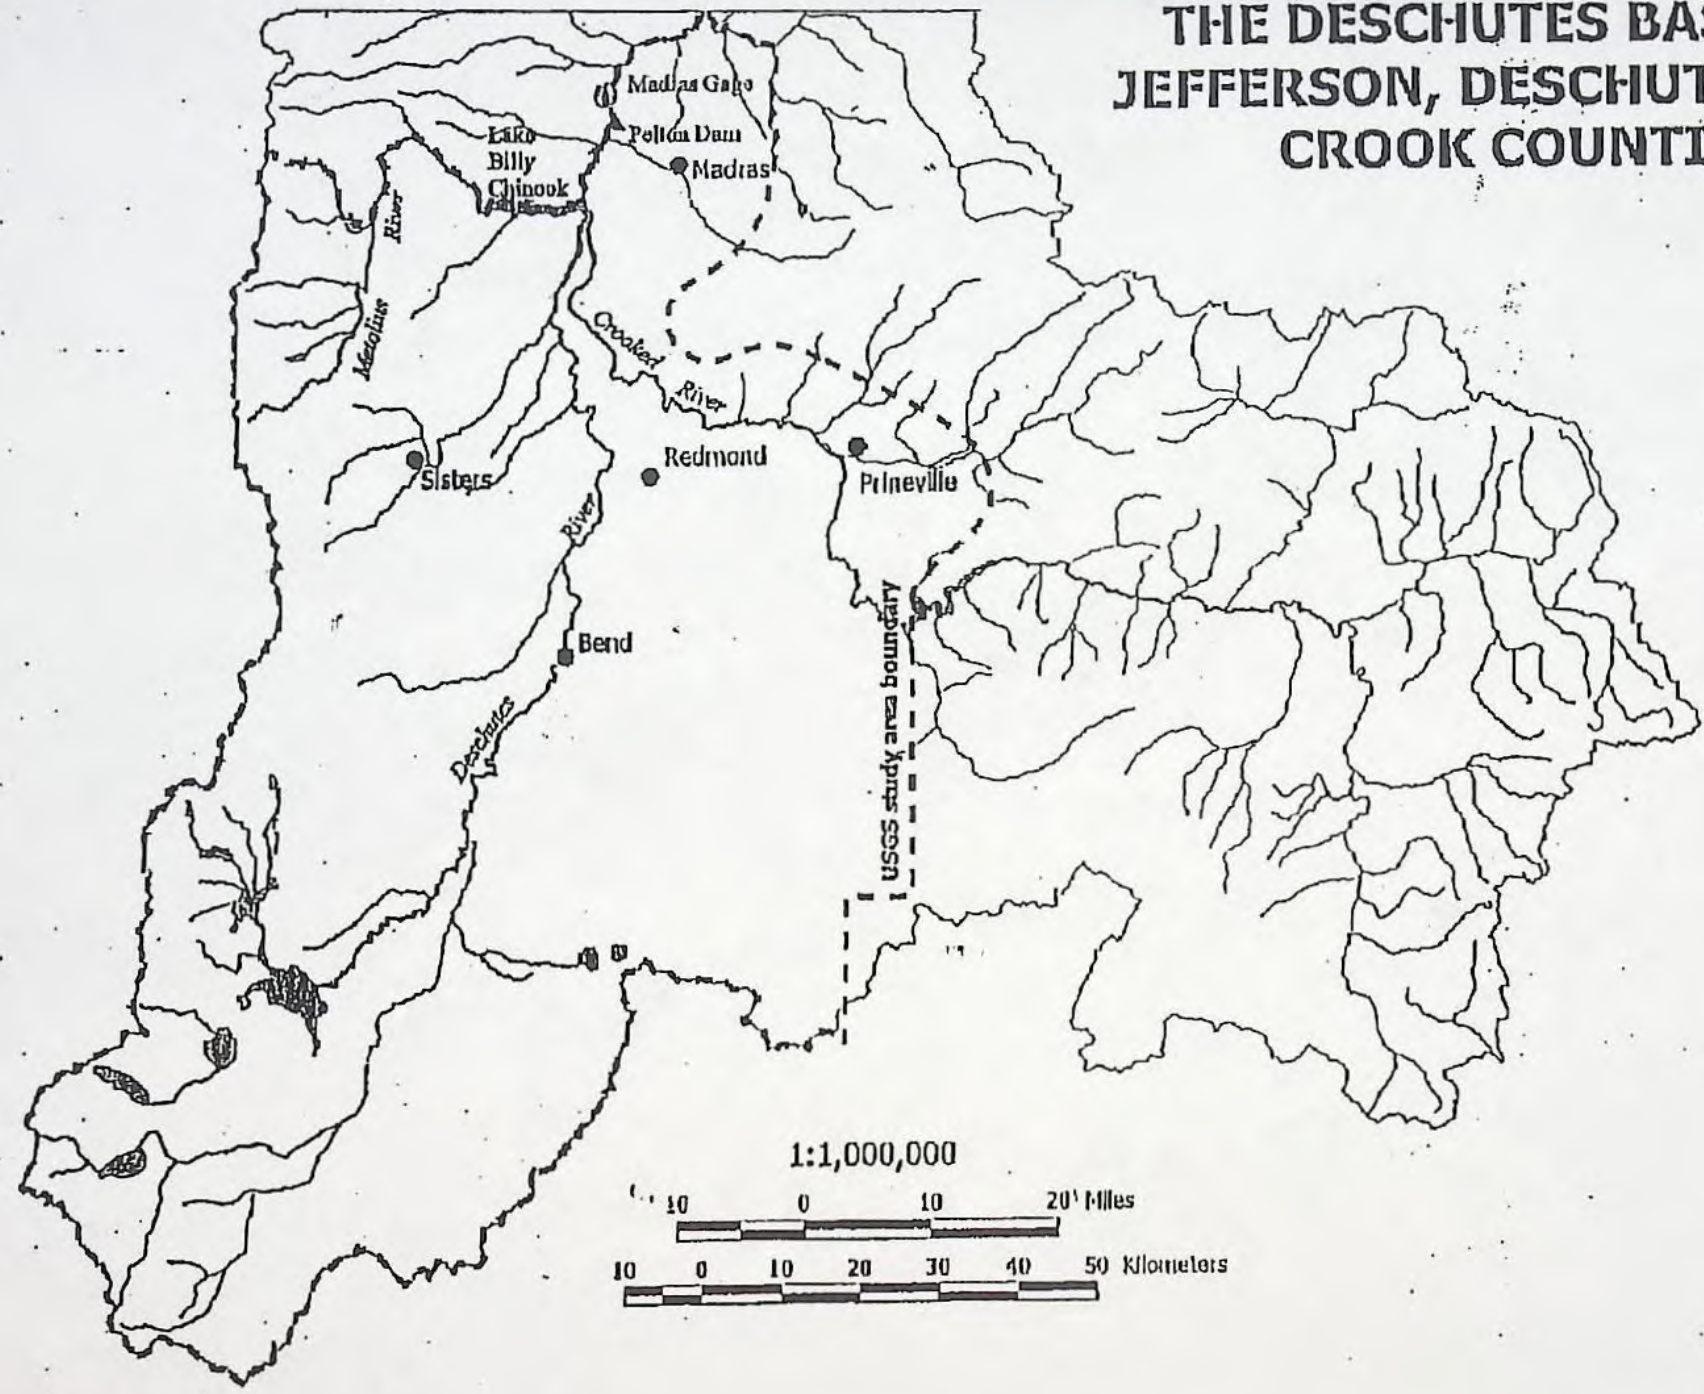 THE DESCHUTES BAS
JEFFERSON, DESCHUT
CROOK COUNTI
Madras Gage
Pelton Dam
Lake
Billy
Chinook
Madras
River
Metolius
Crooked
River
Redmond
Sisters
Prineville
River
Bend
Deschutes
USGS study area boundary
1:1,000,000
10 0 10 20 Miles
10 0 10 20 30 40 50 Kilometers